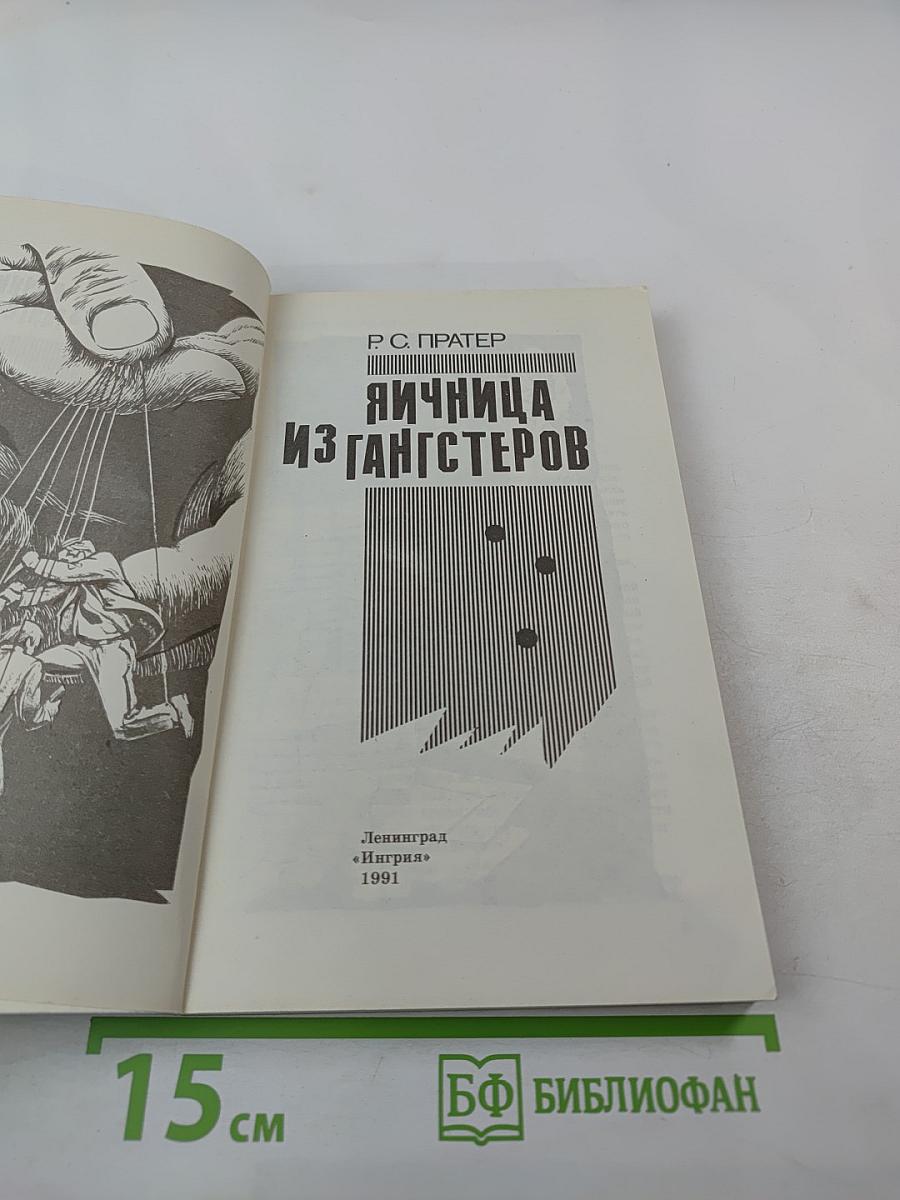 Р. С. ПРАТЕР
ЯИЧНИЦА
ИЗ ГАНГСТЕРОВ
Ленинград
«Ингрия»
1991
15 см
БФ БИБЛИОФАН